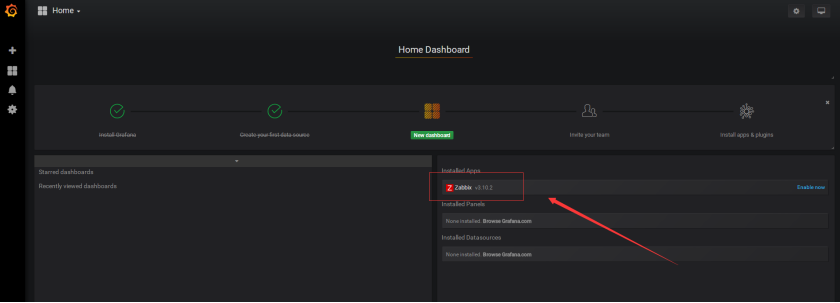 Home
Home Dashboard
Install Grafana
Create your first data source
New dashboard
Invite your team
Install apps & plugins
Starred dashboards
Recently viewed dashboards
Installed Apps
Z Zabbix v3.10.2
Enable now
Installed Panels
None installed. Browse Grafana.com
Installed Datasources
None installed. Browse Grafana.com